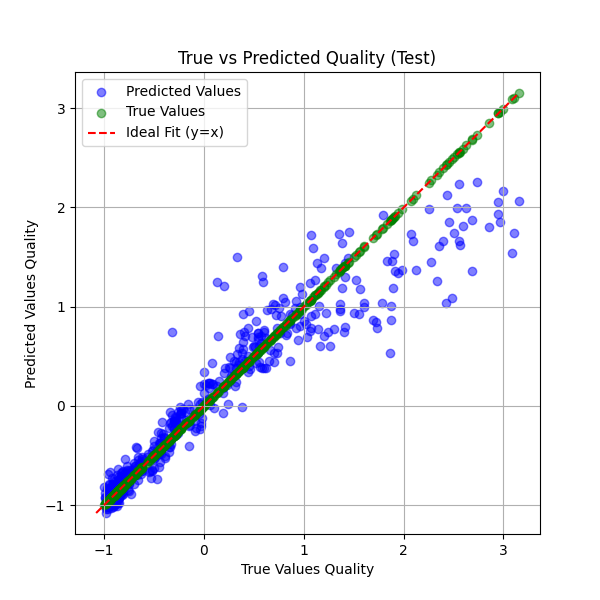 True vs Predicted Quality (Test)
Predicted Values
True Values
Ideal Fit (y=x)
Predicted Values Quality
3
2
1
0
−1
−1 0 1 2 3
True Values Quality